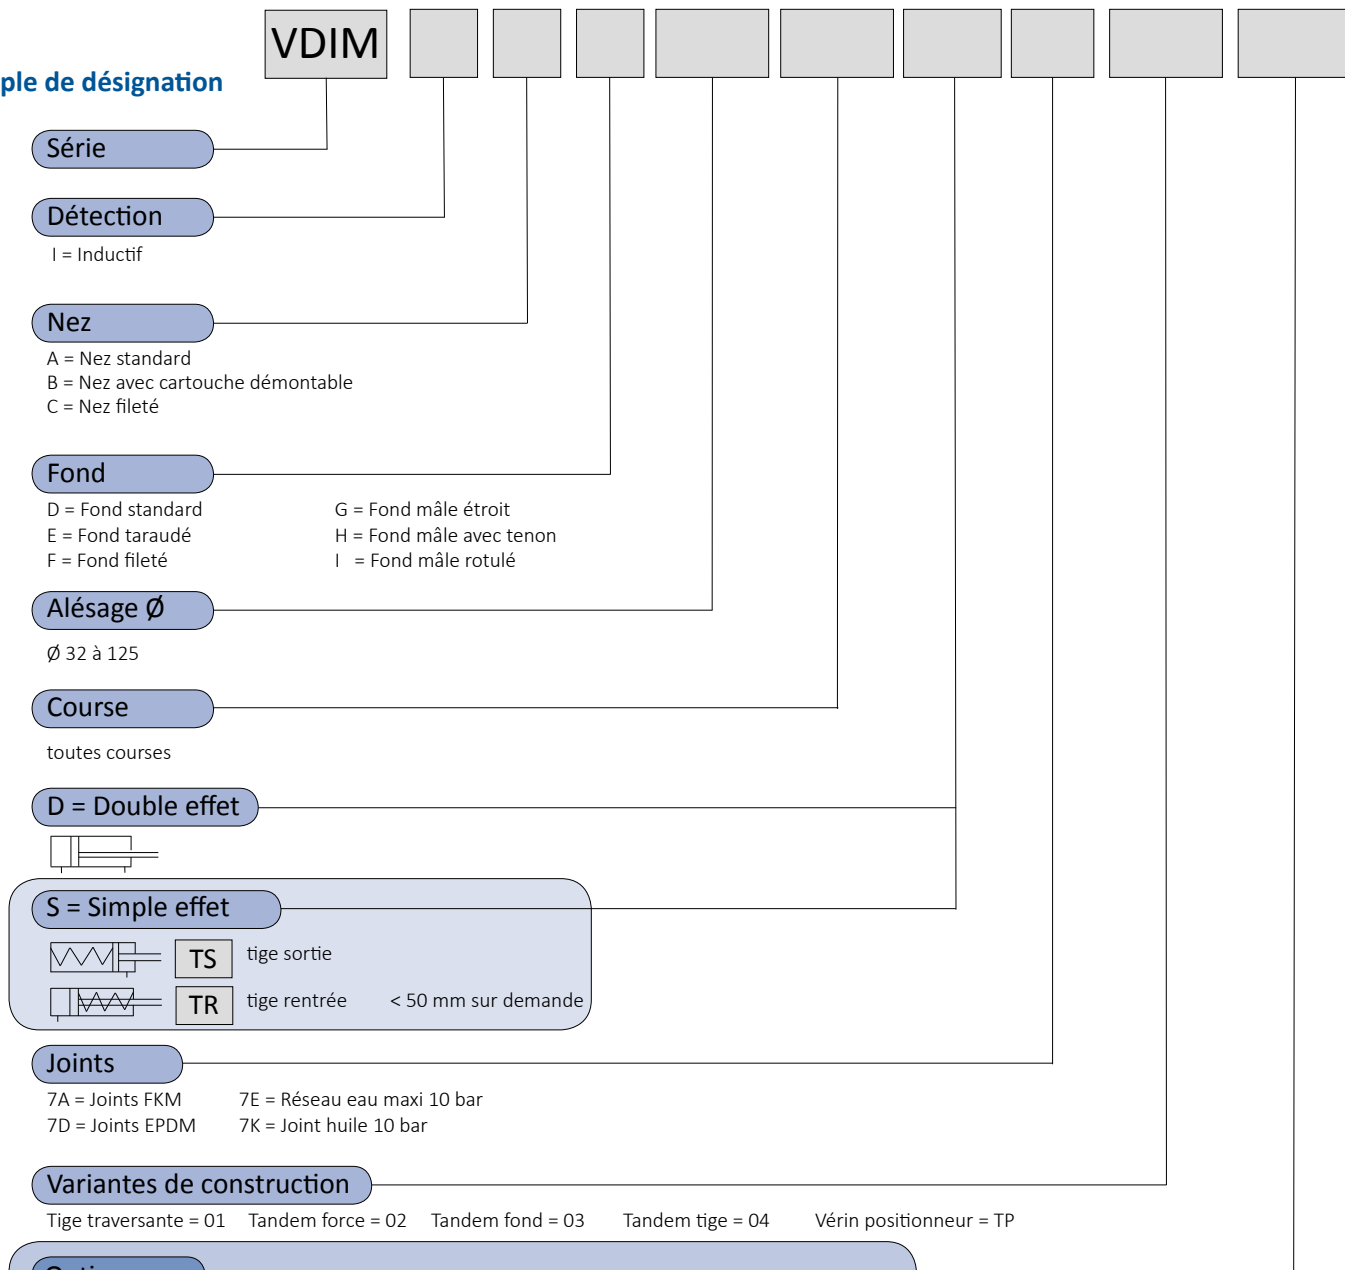 VDIM
ple de désignation
Série
Détection
I = Inductif
Nez
A = Nez standard
B = Nez avec cartouche démontable
C = Nez fileté
Fond
D = Fond standard
E = Fond taraudé
F = Fond fileté
G = Fond mâle étroit
H = Fond mâle avec tenon
I = Fond mâle rotulé
Alésage Ø
Ø 32 à 125
Course
toutes courses
D = Double effet
S = Simple effet
TS tige sortie
TR tige rentrée < 50 mm sur demande
Joints
7A = Joints FKM
7D = Joints EPDM
7E = Réseau eau maxi 10 bar
7K = Joint huile 10 bar
Variantes de construction
Tige traversante = 01 Tandem force = 02 Tandem fond = 03 Tandem tige = 04 Vérin positionneur = TP